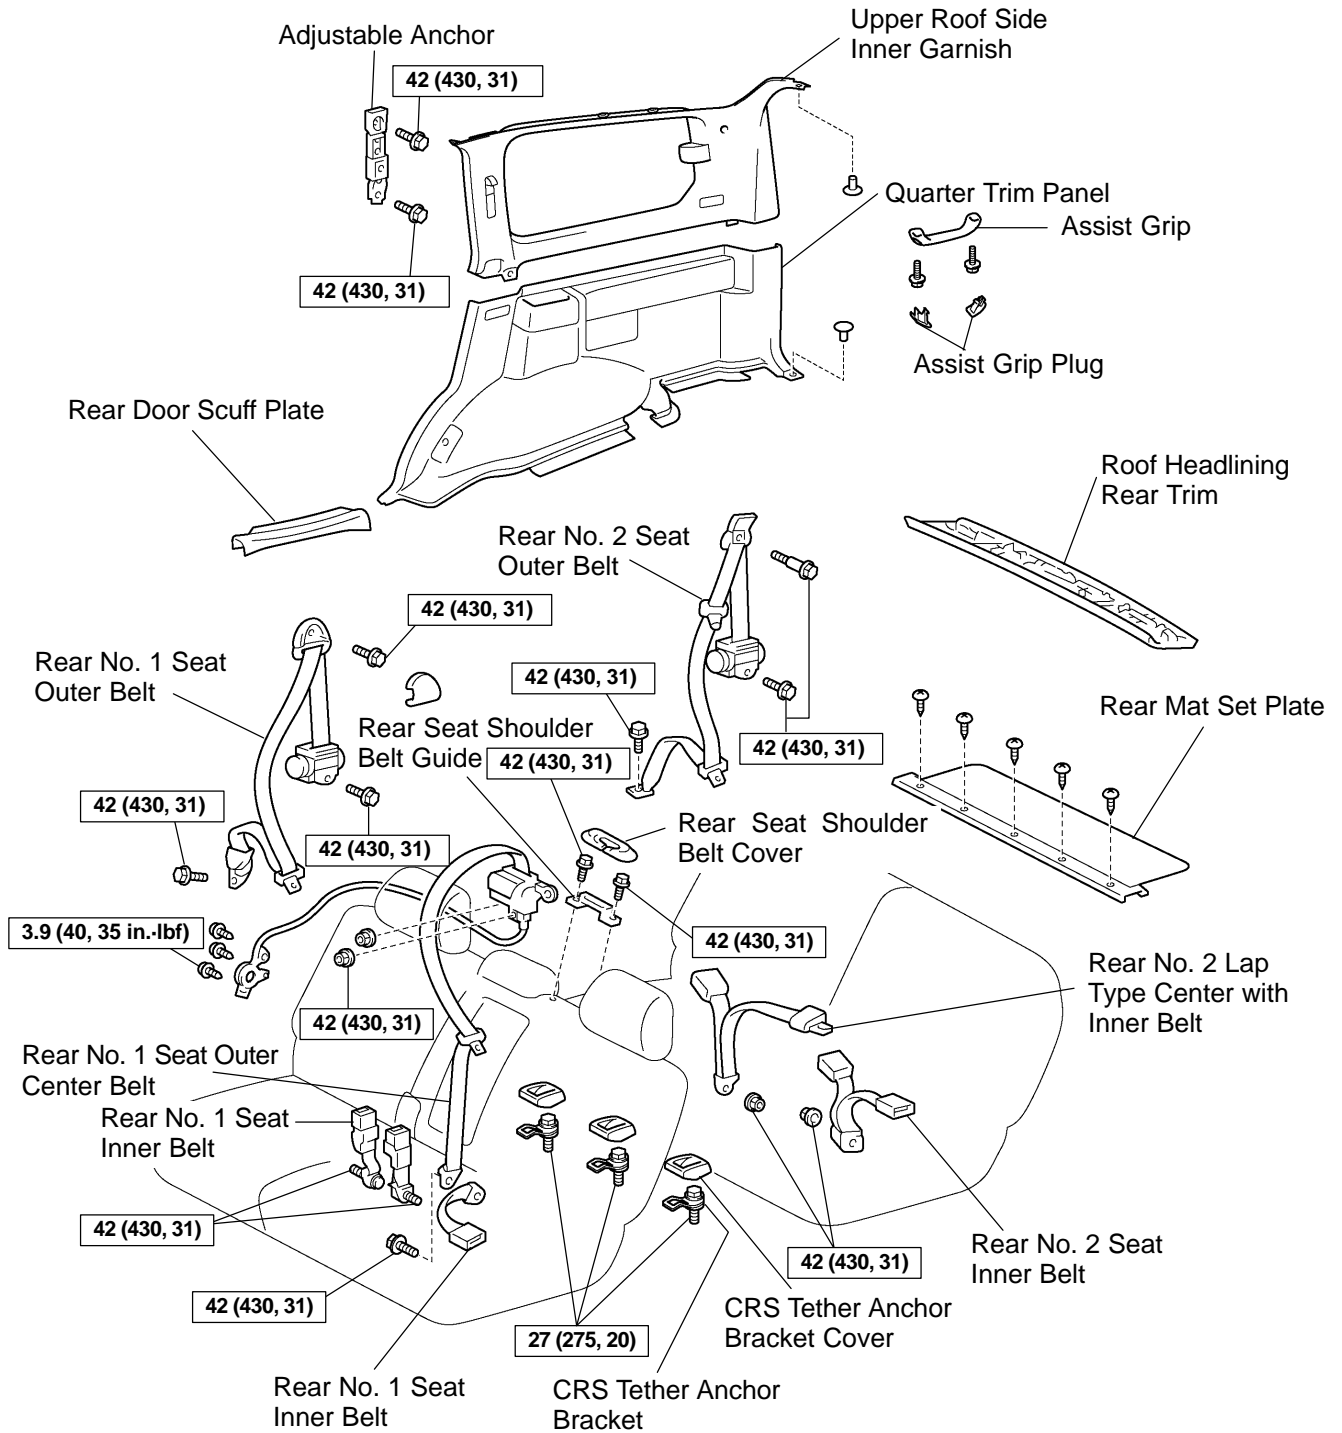 Upper Roof Side
Inner Garnish
Adjustable Anchor
42 (430, 31)
Quarter Trim Panel
Assist Grip
42 (430, 31)
Assist Grip Plug
Rear Door Scuff Plate
Roof Headlining
Rear Trim
Rear No. 2 Seat
Outer Belt
42 (430, 31)
Rear No. 1 Seat
Outer Belt
42 (430, 31)
Rear Mat Set Plate
Rear Seat Shoulder
Belt Guide
42 (430, 31)
42 (430, 31)
42 (430, 31)
Rear Seat Shoulder
Belt Cover
42 (430, 31)
3.9 (40, 35 in.-lbf)
42 (430, 31)
Rear No. 2 Lap
Type Center with
Inner Belt
42 (430, 31)
Rear No. 1 Seat Outer
Center Belt
Rear No. 1 Seat
Inner Belt
42 (430, 31)
42 (430, 31)
Rear No. 2 Seat
Inner Belt
42 (430, 31)
CRS Tether Anchor
Bracket Cover
27 (275, 20)
Rear No. 1 Seat
Inner Belt
CRS Tether Anchor
Bracket